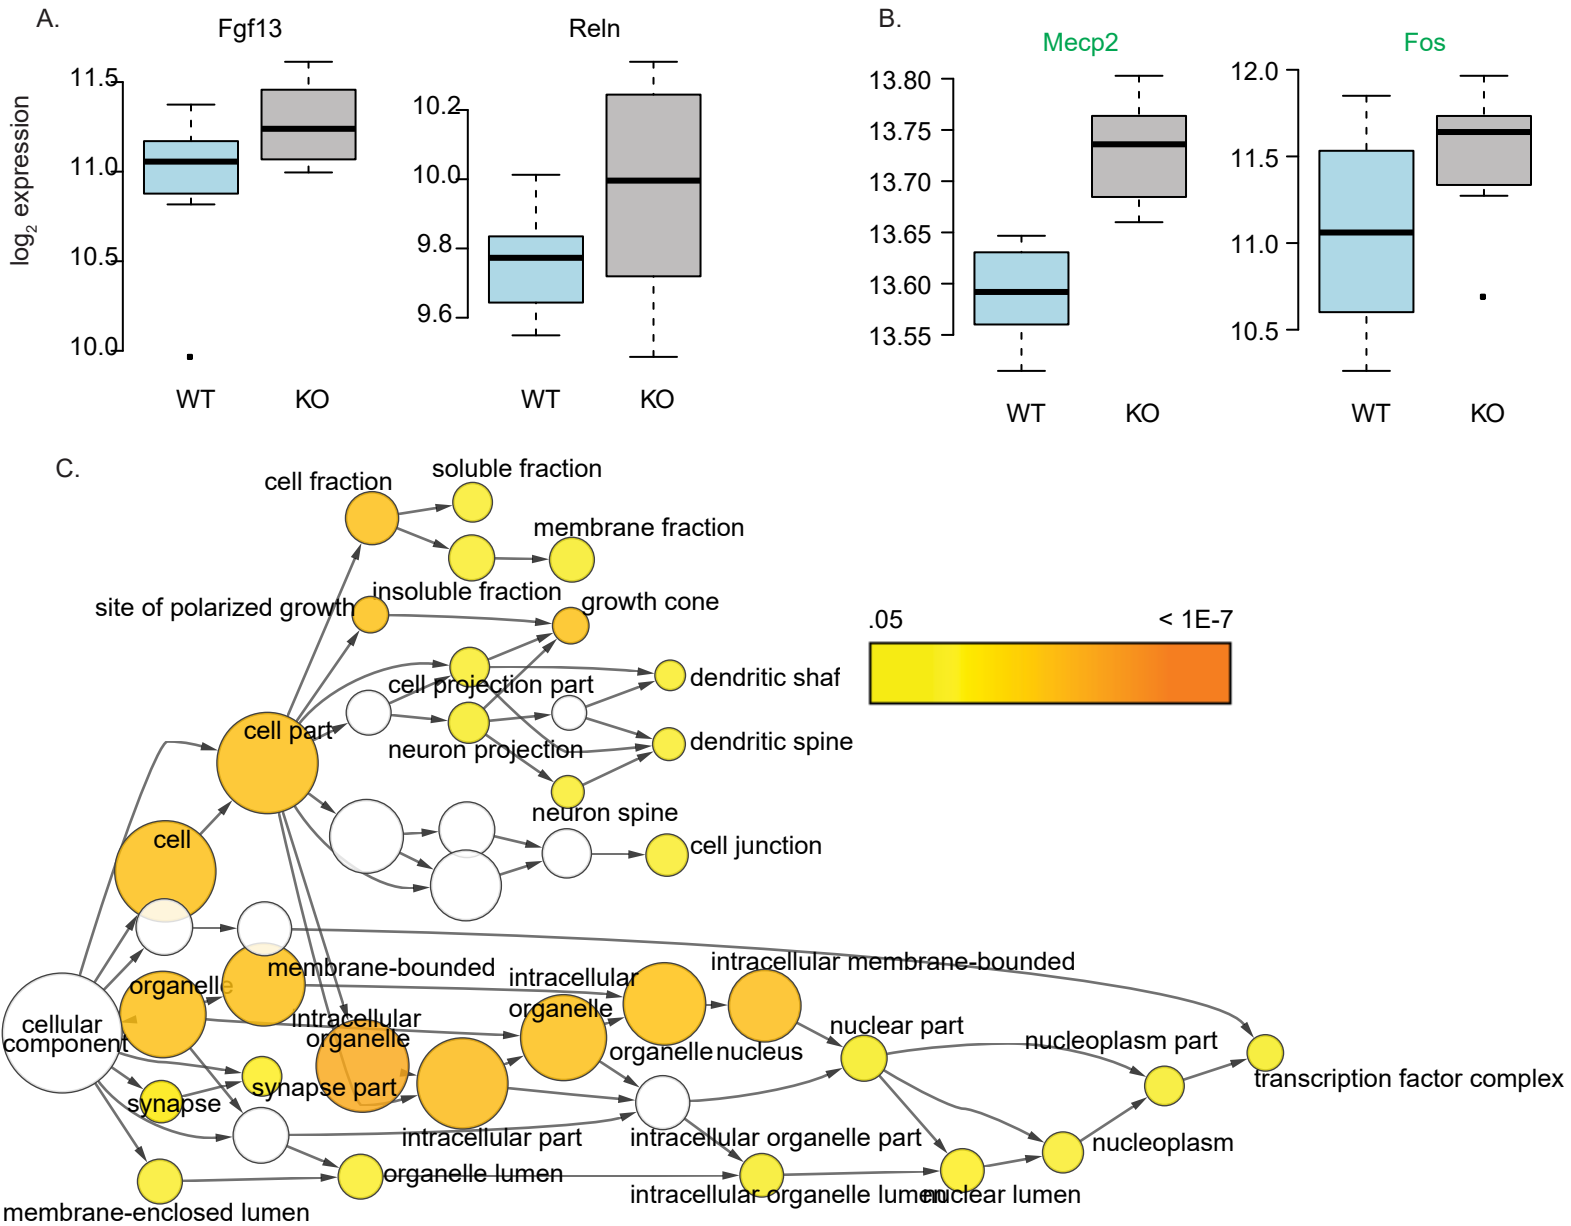 A.
Fgf13
Reln
log2 expression
11.5
11.0
10.5
10.0
WT
KO
10.2
10.0
9.8
9.6
WT
KO
B.
Mecp2
Fos
13.80
13.75
13.70
13.65
13.60
13.55
WT
KO
12.0
11.5
11.0
10.5
WT
KO
C.
cell fraction
soluble fraction
membrane fraction
insoluble fraction
site of polarized growth
growth cone
.05
< 1E-7
cell projection part
dendritic shaf
cell part
neuron projection
dendritic spine
neuron spine
cell
cell junction
organelle
membrane-bounded
intracellular
organelle
intracellular membrane-bounded
cellular
component
intracellular
organelle
organelle
nucleus
nuclear part
nucleoplasm part
synapse part
synapse
transcription factor complex
intracellular part
intracellular organelle part
nucleoplasm
organelle lumen
intracellular organelle lumen
nuclear lumen
membrane-enclosed lumen